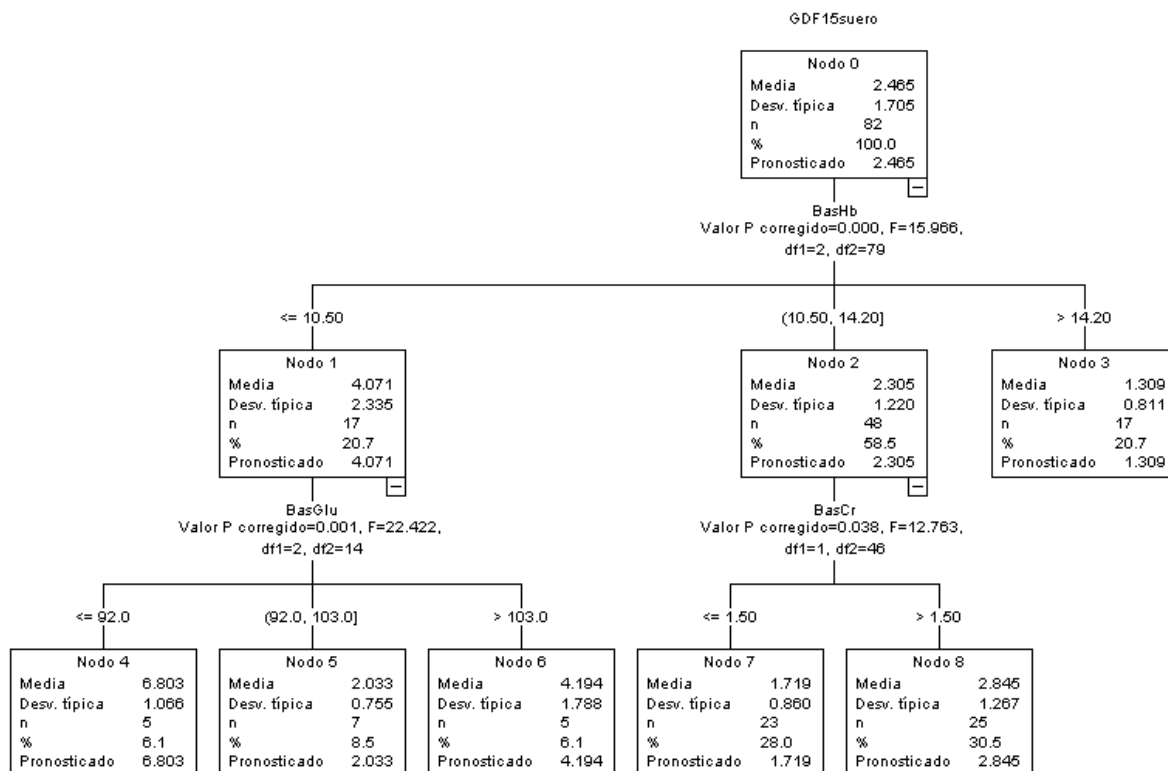 GDF15suero
Nodo 0
Media 2.465
Desv. típica 1.705
n 82
% 100.0
Pronosticado 2.465
BasHb
Valor P corregido=0.000, F=15.966,
df1=2, df2=79
<= 10.50
(10.50, 14.20]
> 14.20
Nodo 1
Media 4.071
Desv. típica 2.335
n 17
% 20.7
Pronosticado 4.071
Nodo 2
Media 2.305
Desv. típica 1.220
n 48
% 58.5
Pronosticado 2.305
Nodo 3
Media 1.309
Desv. típica 0.811
n 17
% 20.7
Pronosticado 1.309
BasGlu
Valor P corregido=0.001, F=22.422,
df1=2, df2=14
BasCr
Valor P corregido=0.038, F=12.763,
df1=1, df2=46
<= 92.0
(92.0, 103.0]
> 103.0
<= 1.50
> 1.50
Nodo 4
Media 6.803
Desv. típica 1.066
n 5
% 6.1
Pronosticado 6.803
Nodo 5
Media 2.033
Desv. típica 0.755
n 7
% 8.5
Pronosticado 2.033
Nodo 6
Media 4.194
Desv. típica 1.788
n 5
% 6.1
Pronosticado 4.194
Nodo 7
Media 1.719
Desv. típica 0.860
n 23
% 28.0
Pronosticado 1.719
Nodo 8
Media 2.845
Desv. típica 1.267
n 25
% 30.5
Pronosticado 2.845